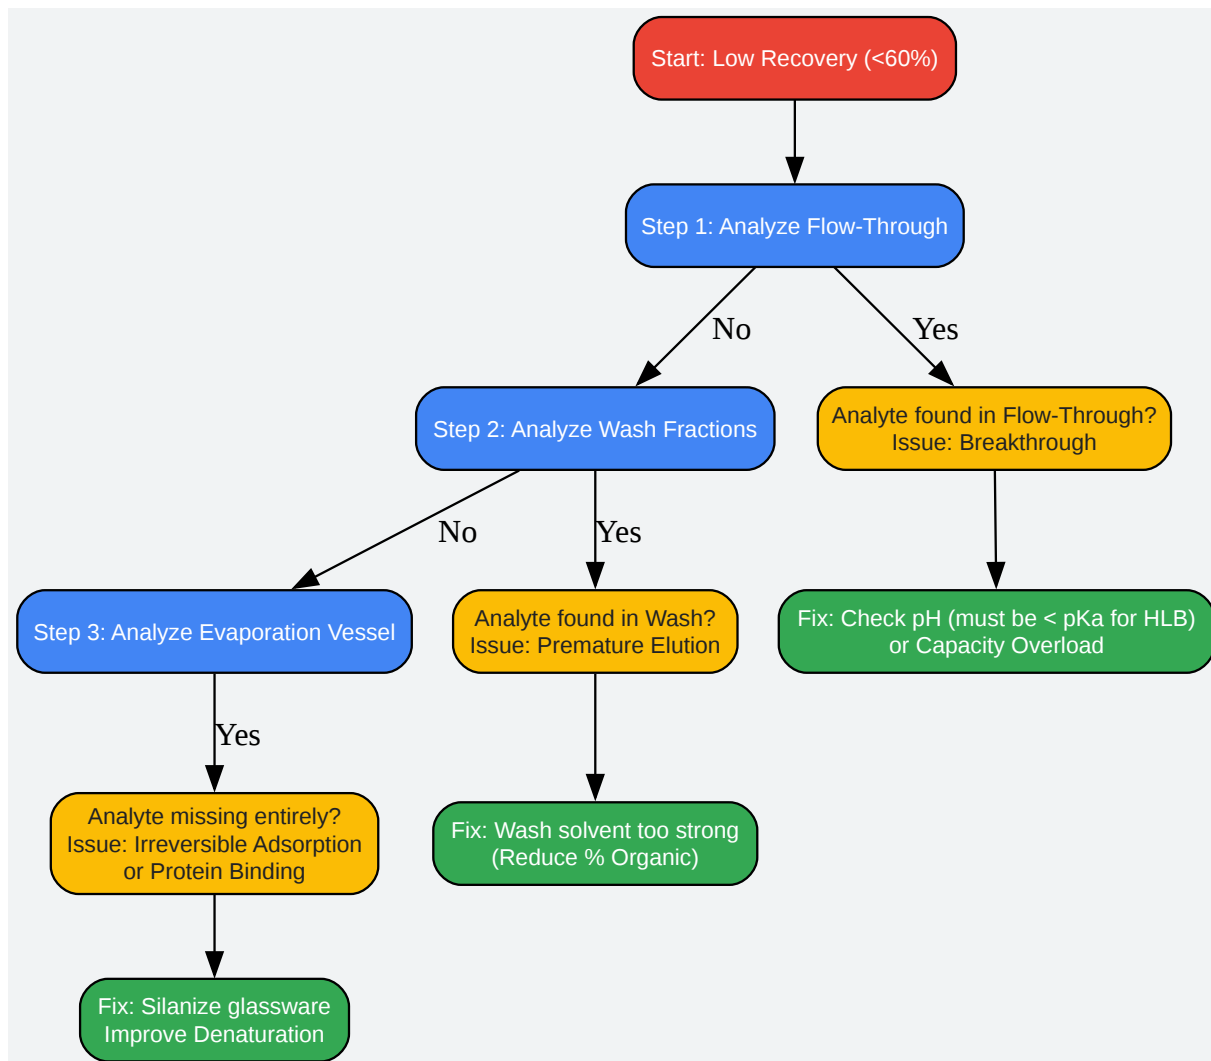 Start: Low Recovery (<60%)
Step 1: Analyze Flow-Through
No
Yes
Step 2: Analyze Wash Fractions
Analyte found in Flow-Through?
Issue: Breakthrough
No
Yes
Step 3: Analyze Evaporation Vessel
Analyte found in Wash?
Issue: Premature Elution
Fix: Check pH (must be < pKa for HLB)
or Capacity Overload
Yes
Analyte missing entirely?
Issue: Irreversible Adsorption
or Protein Binding
Fix: Wash solvent too strong
(Reduce % Organic)
Fix: Silanize glassware
Improve Denaturation